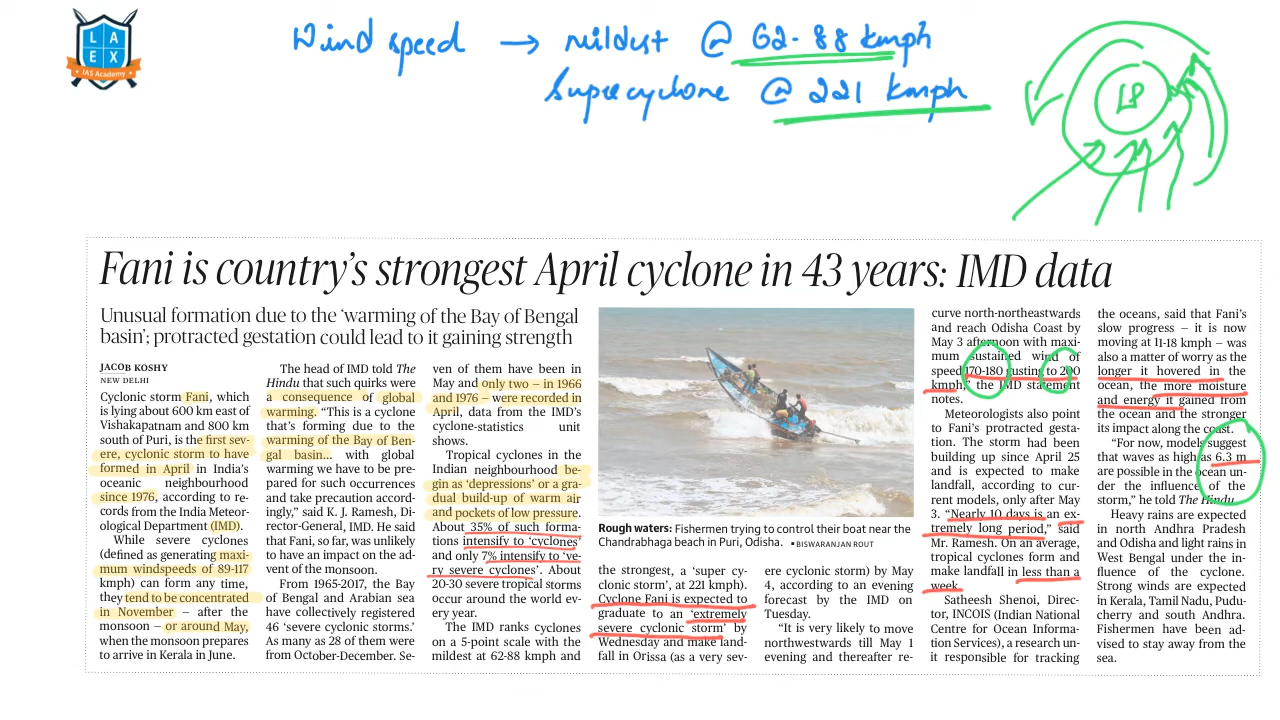 L A
E X
IAS Academy
Wind speed → mildest @ 62-88 kmph
Supercyclone @ 221 kmph
LP
Fani is country's strongest April cyclone in 43 years: IMD data
Unusual formation due to the 'warming of the Bay of Bengal
basin'; protracted gestation could lead to it gaining strength
JACOB KOSHY
NEW DELHI
Cyclonic storm Fani, which
is lying about 600 km east of
Vishakapatnam and 800 km
south of Puri, is the first sev-
ere, cyclonic storm to have
formed in April in India's
oceanic neighbourhood
since 1976, according to re-
cords from the India Meteor-
ological Department (IMD).
While severe cyclones
(defined as generating maxi-
mum windspeeds of 89-117
kmph) can form any time,
they tend to be concentrated
in November – after the
monsoon – or around May,
when the monsoon prepares
to arrive in Kerala in June.
The head of IMD told The
Hindu that such quirks were
a consequence of global
warming. "This is a cyclone
that's forming due to the
warming of the Bay of Ben-
gal basin... with global
warming we have to be pre-
pared for such occurrences
and take precaution accord-
ingly," said K. J. Ramesh, Di-
rector-General, IMD. He said
that Fani, so far, was unlikely
to have an impact on the ad-
vent of the monsoon.
From 1965-2017, the Bay
of Bengal and Arabian sea
have collectively registered
46 'severe cyclonic storms.'
As many as 28 of them were
from October-December. Se-
ven of them have been in
May and only two – in 1966
and 1976 – were recorded in
April, data from the IMD's
cyclone-statistics unit
shows.
Tropical cyclones in the
Indian neighbourhood be-
gin as 'depressions' or a gra-
dual build-up of warm air
and pockets of low pressure.
About 35% of such forma-
tions intensify to 'cyclones'
and only 7% intensify to 've-
ry severe cyclones'. About
20-30 severe tropical storms
occur around the world ev-
ery year.
The IMD ranks cyclones
on a 5-point scale with the
mildest at 62-88 kmph and
Rough waters: Fishermen trying to control their boat near the
Chandrabhaga beach in Puri, Odisha. ▪ BISWARANJAN ROUT
the strongest, a 'super cy-
clonic storm', at 221 kmph).
Cyclone Fani is expected to
graduate to an 'extremely
severe cyclonic storm' by
Wednesday and make land-
fall in Orissa (as a very sev-
ere cyclonic storm) by May
4, according to an evening
forecast by the IMD on
Tuesday.
"It is very likely to move
northwestwards till May 1
evening and thereafter re-
curve north-northeastwards
and reach Odisha Coast by
May 3 afternoon with maxi-
mum sustained wind of
speed 170-180 gusting to 200
kmph," the IMD statement
notes.
Meteorologists also point
to Fani's protracted gesta-
tion. The storm had been
building up since April 25
and is expected to make
landfall, according to cur-
rent models, only after May
3. "Nearly 10 days is an ex-
tremely long period," said
Mr. Ramesh. On an average,
tropical cyclones form and
make landfall in less than a
week.
Satheesh Shenoi, Direc-
tor, INCOIS (Indian National
Centre for Ocean Informa-
tion Services), a research un-
it responsible for tracking
the oceans, said that Fani's
slow progress – it is now
moving at 11-18 kmph – was
also a matter of worry as the
longer it hovered in the
ocean, the more moisture
and energy it gained from
the ocean and the stronger
its impact along the coast.
"For now, models suggest
that waves as high as 6.3 m
are possible in the ocean un-
der the influence of the
storm," he told The Hindu.
Heavy rains are expected
in north Andhra Pradesh
and Odisha and light rains in
West Bengal under the in-
fluence of the cyclone.
Strong winds are expected
in Kerala, Tamil Nadu, Pudu-
cherry and south Andhra.
Fishermen have been ad-
vised to stay away from the
sea.